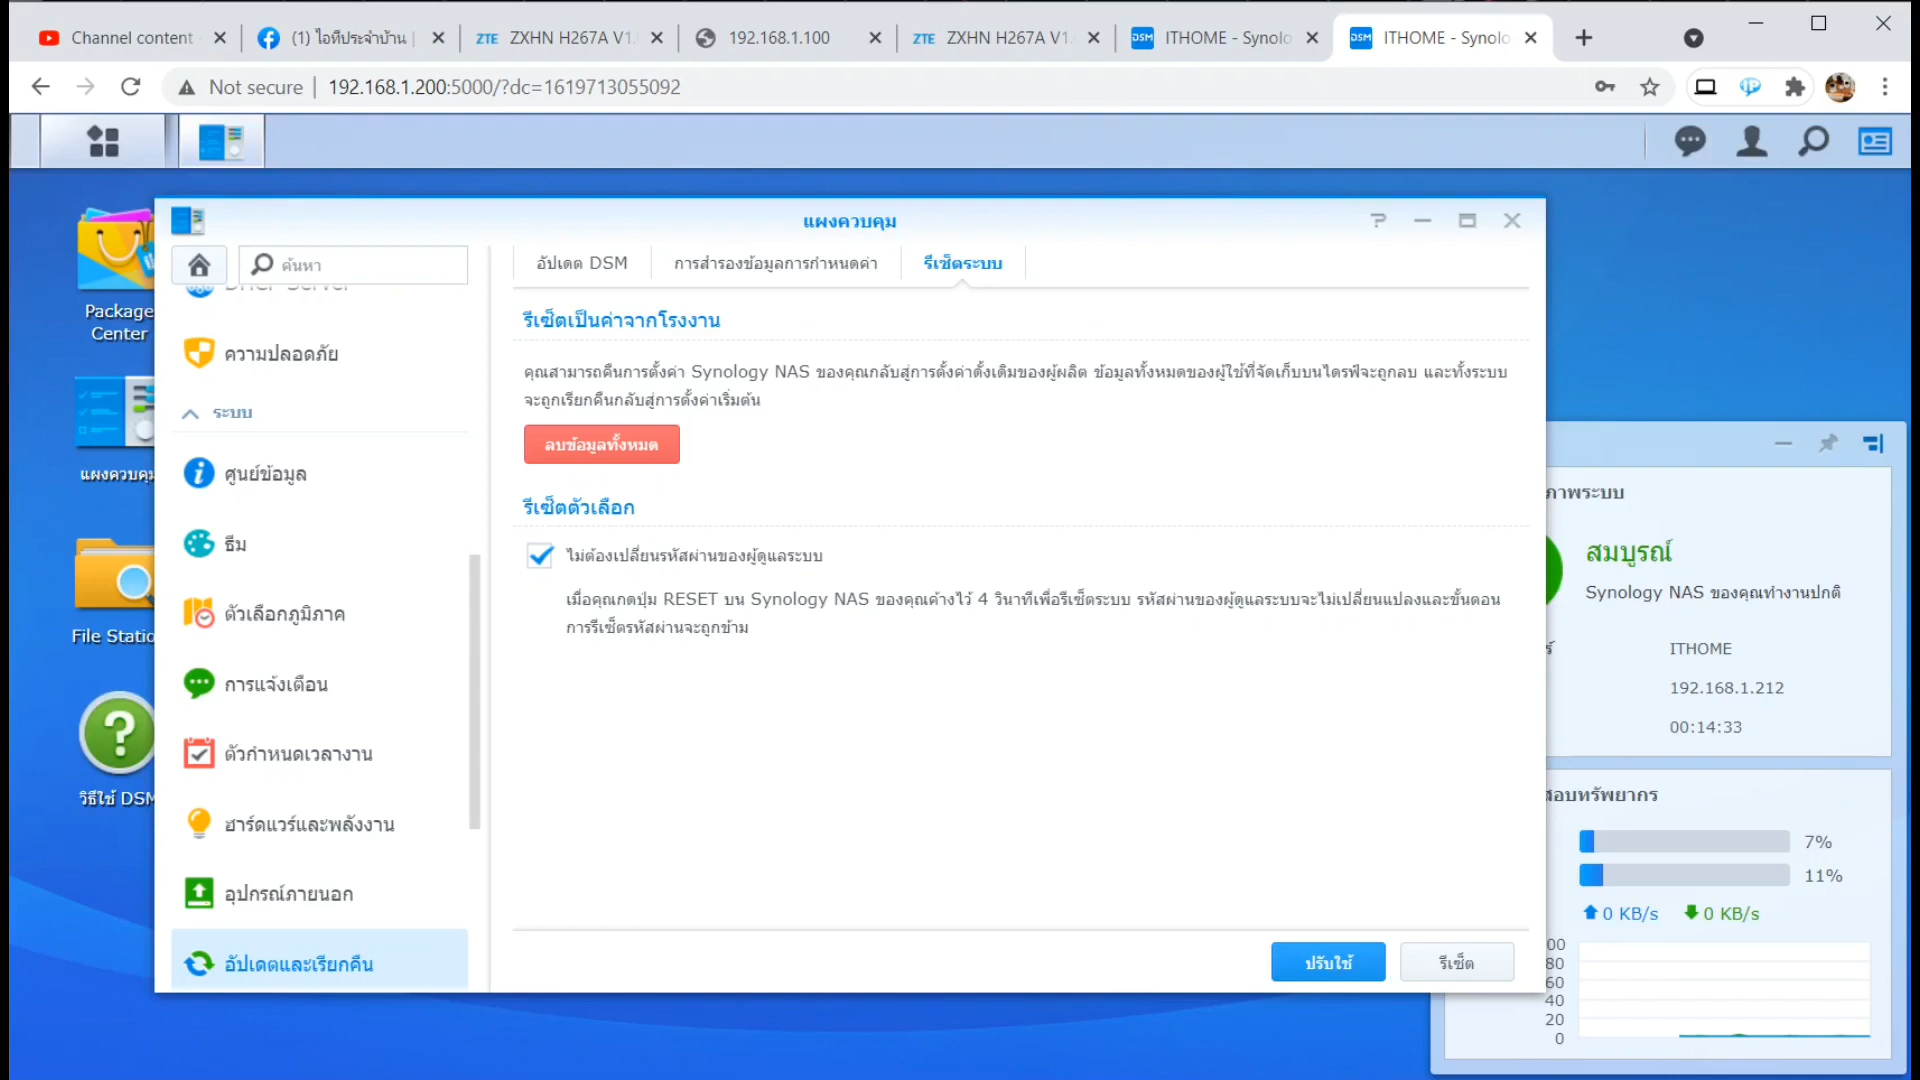 Channel content
(1) ไอทีประจำบ้าน |
ZTE ZXHN H267A V1.
192.168.1.100
ZTE ZXHN H267A V1.
DSM ITHOME - Synolo
DSM ITHOME - Synolo
Not secure | 192.168.1.200:5000/?dc=1619713055092
Package
Center
แผงควบคุม
File Statio
วิธีใช้ DSM
แผงควบคุม
ค้นหา
DHCP Server
ความปลอดภัย
ระบบ
ศูนย์ข้อมูล
ธีม
ตัวเลือกภูมิภาค
การแจ้งเตือน
ตัวกำหนดเวลางาน
ฮาร์ดแวร์และพลังงาน
อุปกรณ์ภายนอก
อัปเดตและเรียกคืน
อัปเดต DSM
การสำรองข้อมูลการกำหนดค่า
รีเซ็ตระบบ
รีเซ็ตเป็นค่าจากโรงงาน
คุณสามารถคืนการตั้งค่า Synology NAS ของคุณกลับสู่การตั้งค่าดั้งเดิมของผู้ผลิต ข้อมูลทั้งหมดของผู้ใช้ที่จัดเก็บบนไดรฟ์จะถูกลบ และทั้งระบบ
จะถูกเรียกคืนกลับสู่การตั้งค่าเริ่มต้น
ลบข้อมูลทั้งหมด
รีเซ็ตตัวเลือก
ไม่ต้องเปลี่ยนรหัสผ่านของผู้ดูแลระบบ
เมื่อคุณกดปุ่ม RESET บน Synology NAS ของคุณค้างไว้ 4 วินาทีเพื่อรีเซ็ตระบบ รหัสผ่านของผู้ดูแลระบบจะไม่เปลี่ยนแปลงและขั้นตอน
การรีเซ็ตรหัสผ่านจะถูกข้าม
ปรับใช้
รีเซ็ต
ภาพระบบ
สมบูรณ์
Synology NAS ของคุณทำงานปกติ
ITHOME
192.168.1.212
00:14:33
สอบทรัพยากร
7%
11%
0 KB/s
0 KB/s
00
80
60
40
20
0